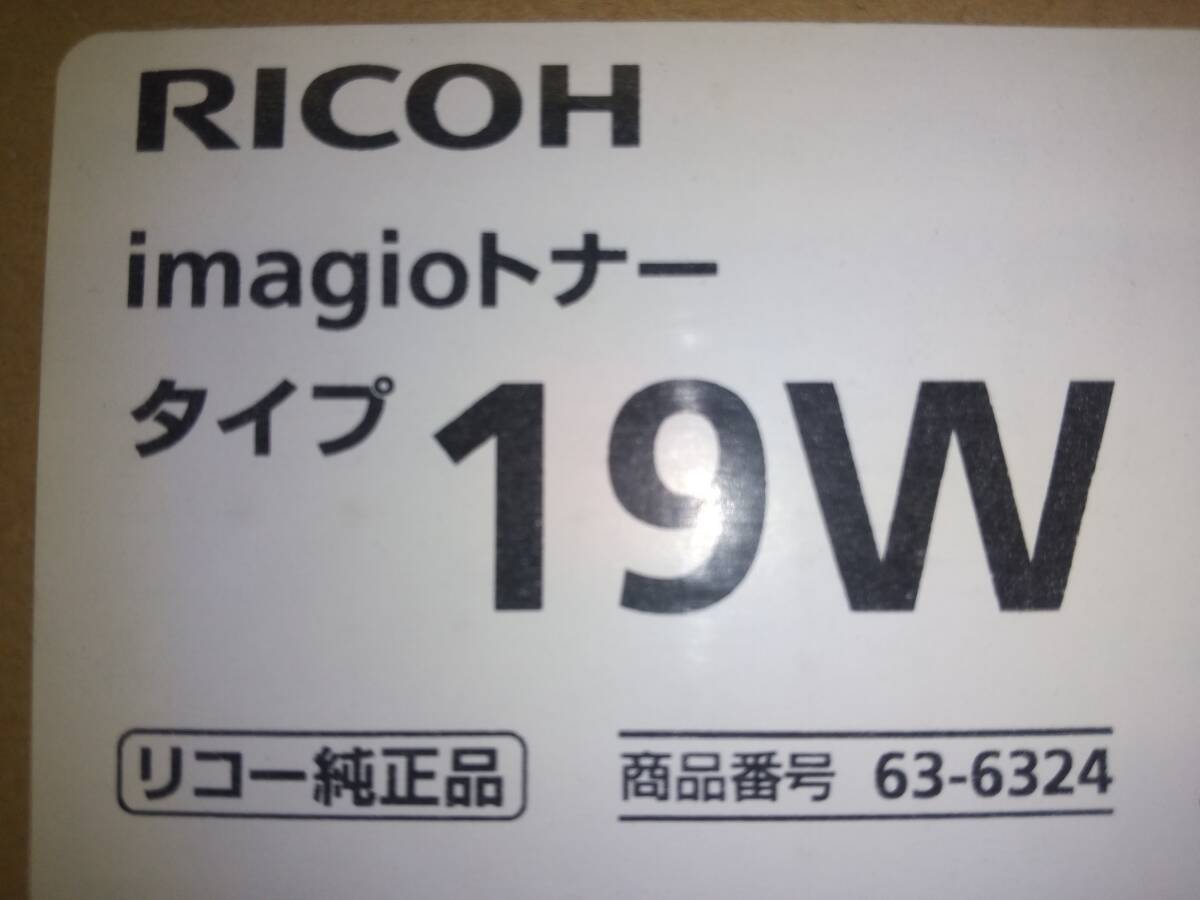 RICOH
imagioトナー
タイプ 19W
リコー純正品
商品番号 63-6324